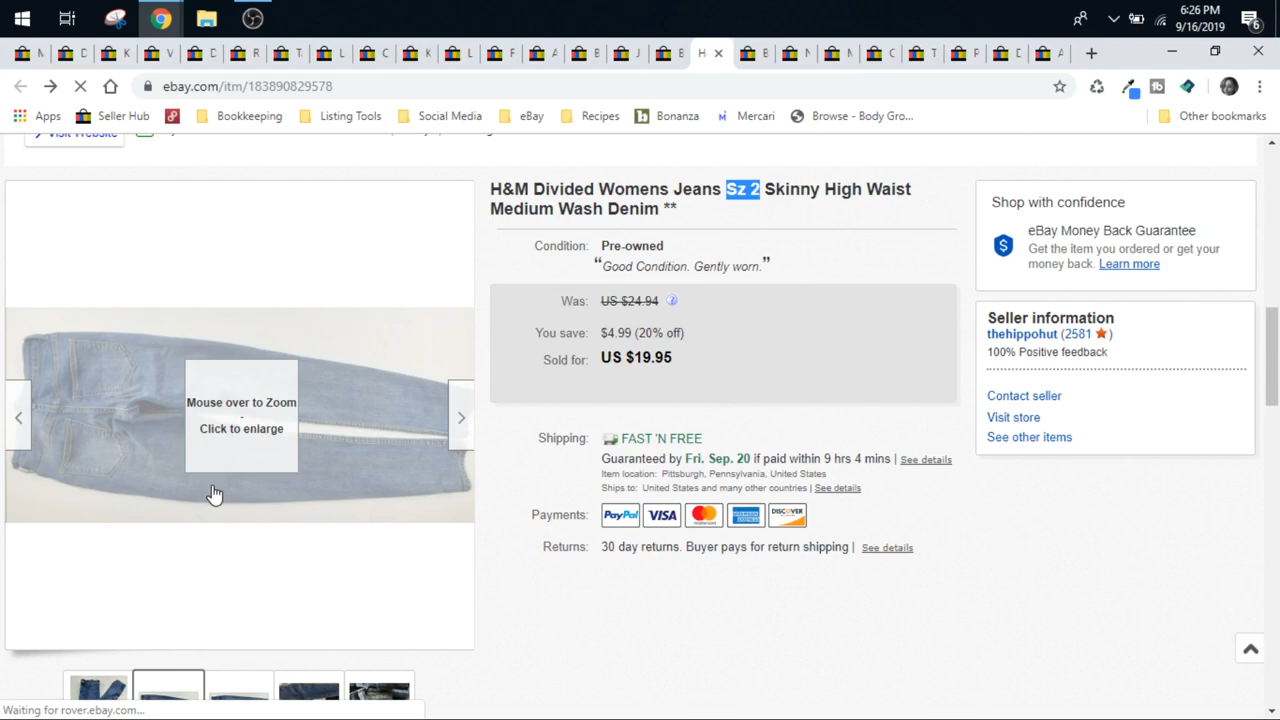 6:26 PM
9/16/2019
6
M
D
K
V
D
R
T
L
C
K
L
F
A
B
J
B
H
B
N
M
C
T
P
D
A
ebay.com/itm/183890829578
Apps
Seller Hub
Bookkeeping
Listing Tools
Social Media
eBay
Recipes
Bonanza
Mercari
Browse - Body Gro...
Other bookmarks
Visit Website
H&M Divided Womens Jeans Sz 2 Skinny High Waist
Medium Wash Denim **
Condition: Pre-owned
“Good Condition. Gently worn.”
Was: US $24.94
You save: $4.99 (20% off)
Sold for: US $19.95
Shipping: FAST 'N FREE
Guaranteed by Fri. Sep. 20 if paid within 9 hrs 4 mins | See details
Item location: Pittsburgh, Pennsylvania, United States
Ships to: United States and many other countries | See details
Payments: PayPal VISA MasterCard AMERICAN EXPRESS DISCOVER
Returns: 30 day returns. Buyer pays for return shipping | See details
Mouse over to Zoom
-
Click to enlarge
Shop with confidence
eBay Money Back Guarantee
Get the item you ordered or get your
money back. Learn more
Seller information
thehippohut (2581 )
100% Positive feedback
Contact seller
Visit store
See other items
Waiting for rover.ebay.com...